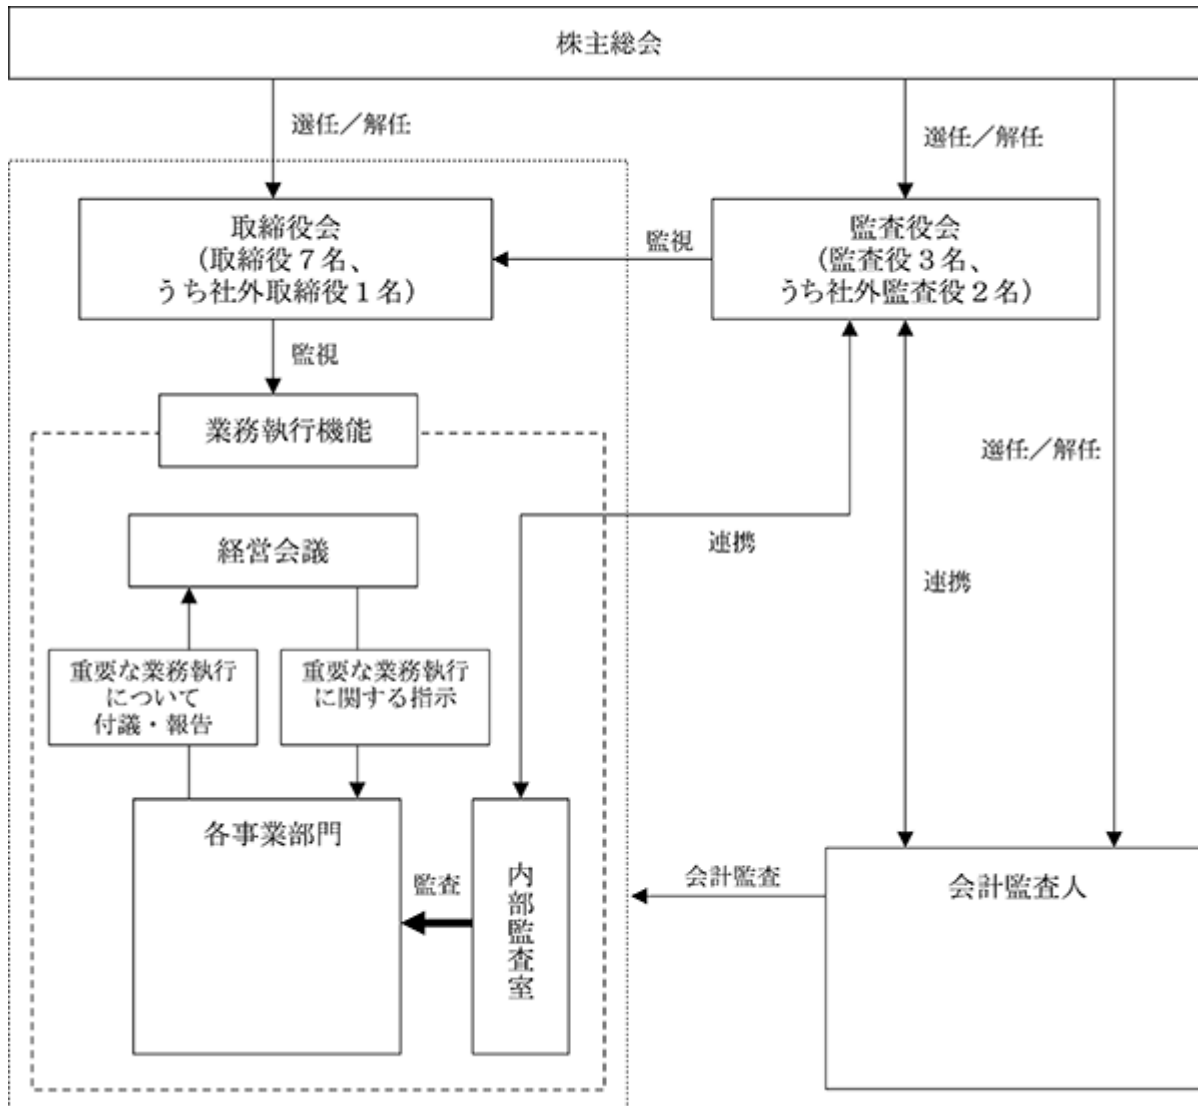 株主総会
選任／解任
選任／解任
取締役会
（取締役７名、
うち社外取締役１名）
監視
監査役会
（監査役３名、
うち社外監査役２名）
監視
業務執行機能
選任／解任
経営会議
連携
連携
重要な業務執行
について
付議・報告
重要な業務執行
に関する指示
各事業部門
監査
内部監査室
会計監査
会計監査人